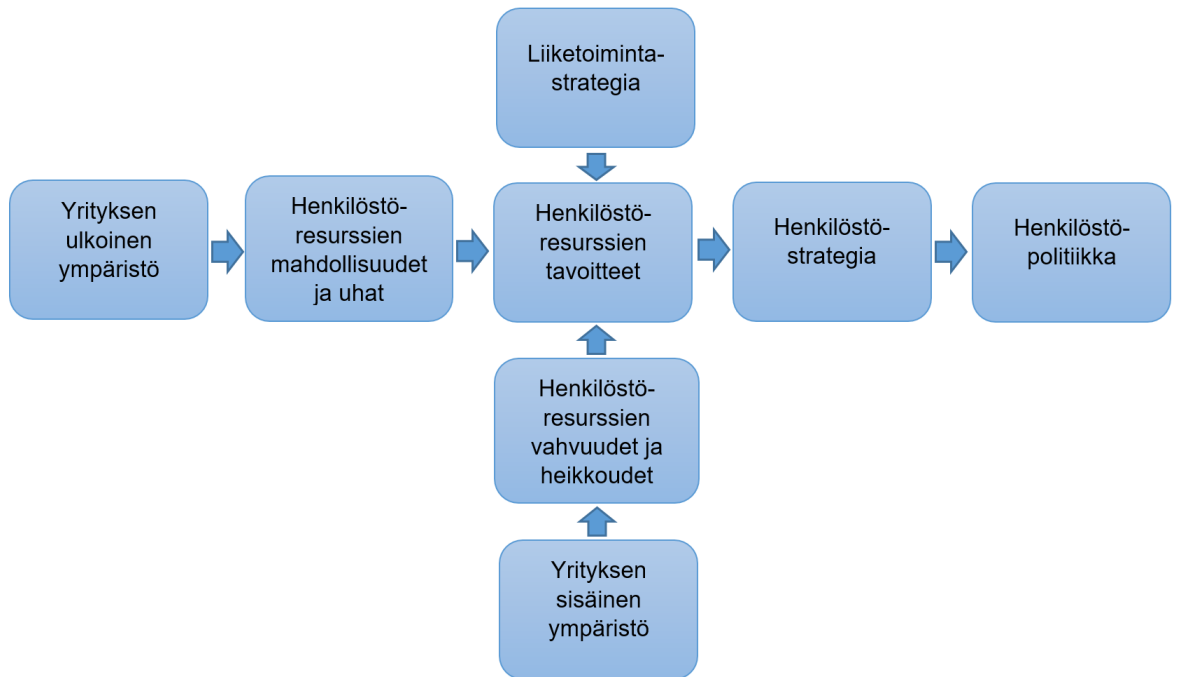 Liiketoiminta-
strategia
Yrityksen
ulkoinen
ympäristö
Henkilöstö-
resurssien
mahdollisuudet
ja uhat
Henkilöstö-
resurssien
tavoitteet
Henkilöstö-
strategia
Henkilöstö-
politiikka
Henkilöstö-
resurssien
vahvuudet ja
heikkoudet
Yrityksen
sisäinen
ympäristö